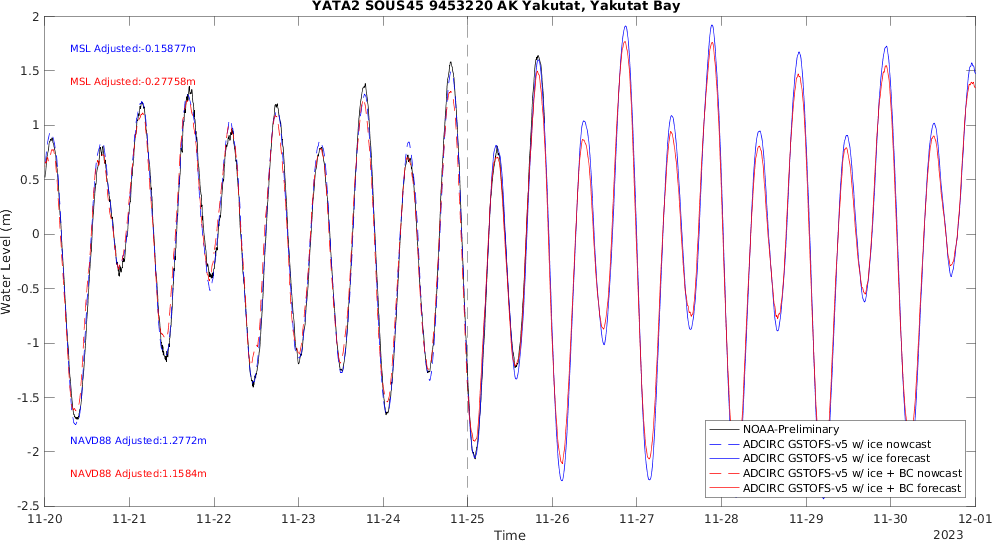 YATA2 SOUS45 9453220 AK Yakutat, Yakutat Bay
2
1.5
1
0.5
0
-0.5
-1
-1.5
-2
-2.5
Water Level (m)
MSL Adjusted:-0.15877m
MSL Adjusted:-0.27758m
NAVD88 Adjusted:1.2772m
NAVD88 Adjusted:1.1584m
NOAA-Preliminary
ADCIRC GSTOFS-v5 w/ ice nowcast
ADCIRC GSTOFS-v5 w/ ice forecast
ADCIRC GSTOFS-v5 w/ ice + BC nowcast
ADCIRC GSTOFS-v5 w/ ice + BC forecast
11-20 11-21 11-22 11-23 11-24 11-25 11-26 11-27 11-28 11-29 11-30 12-01
Time
2023